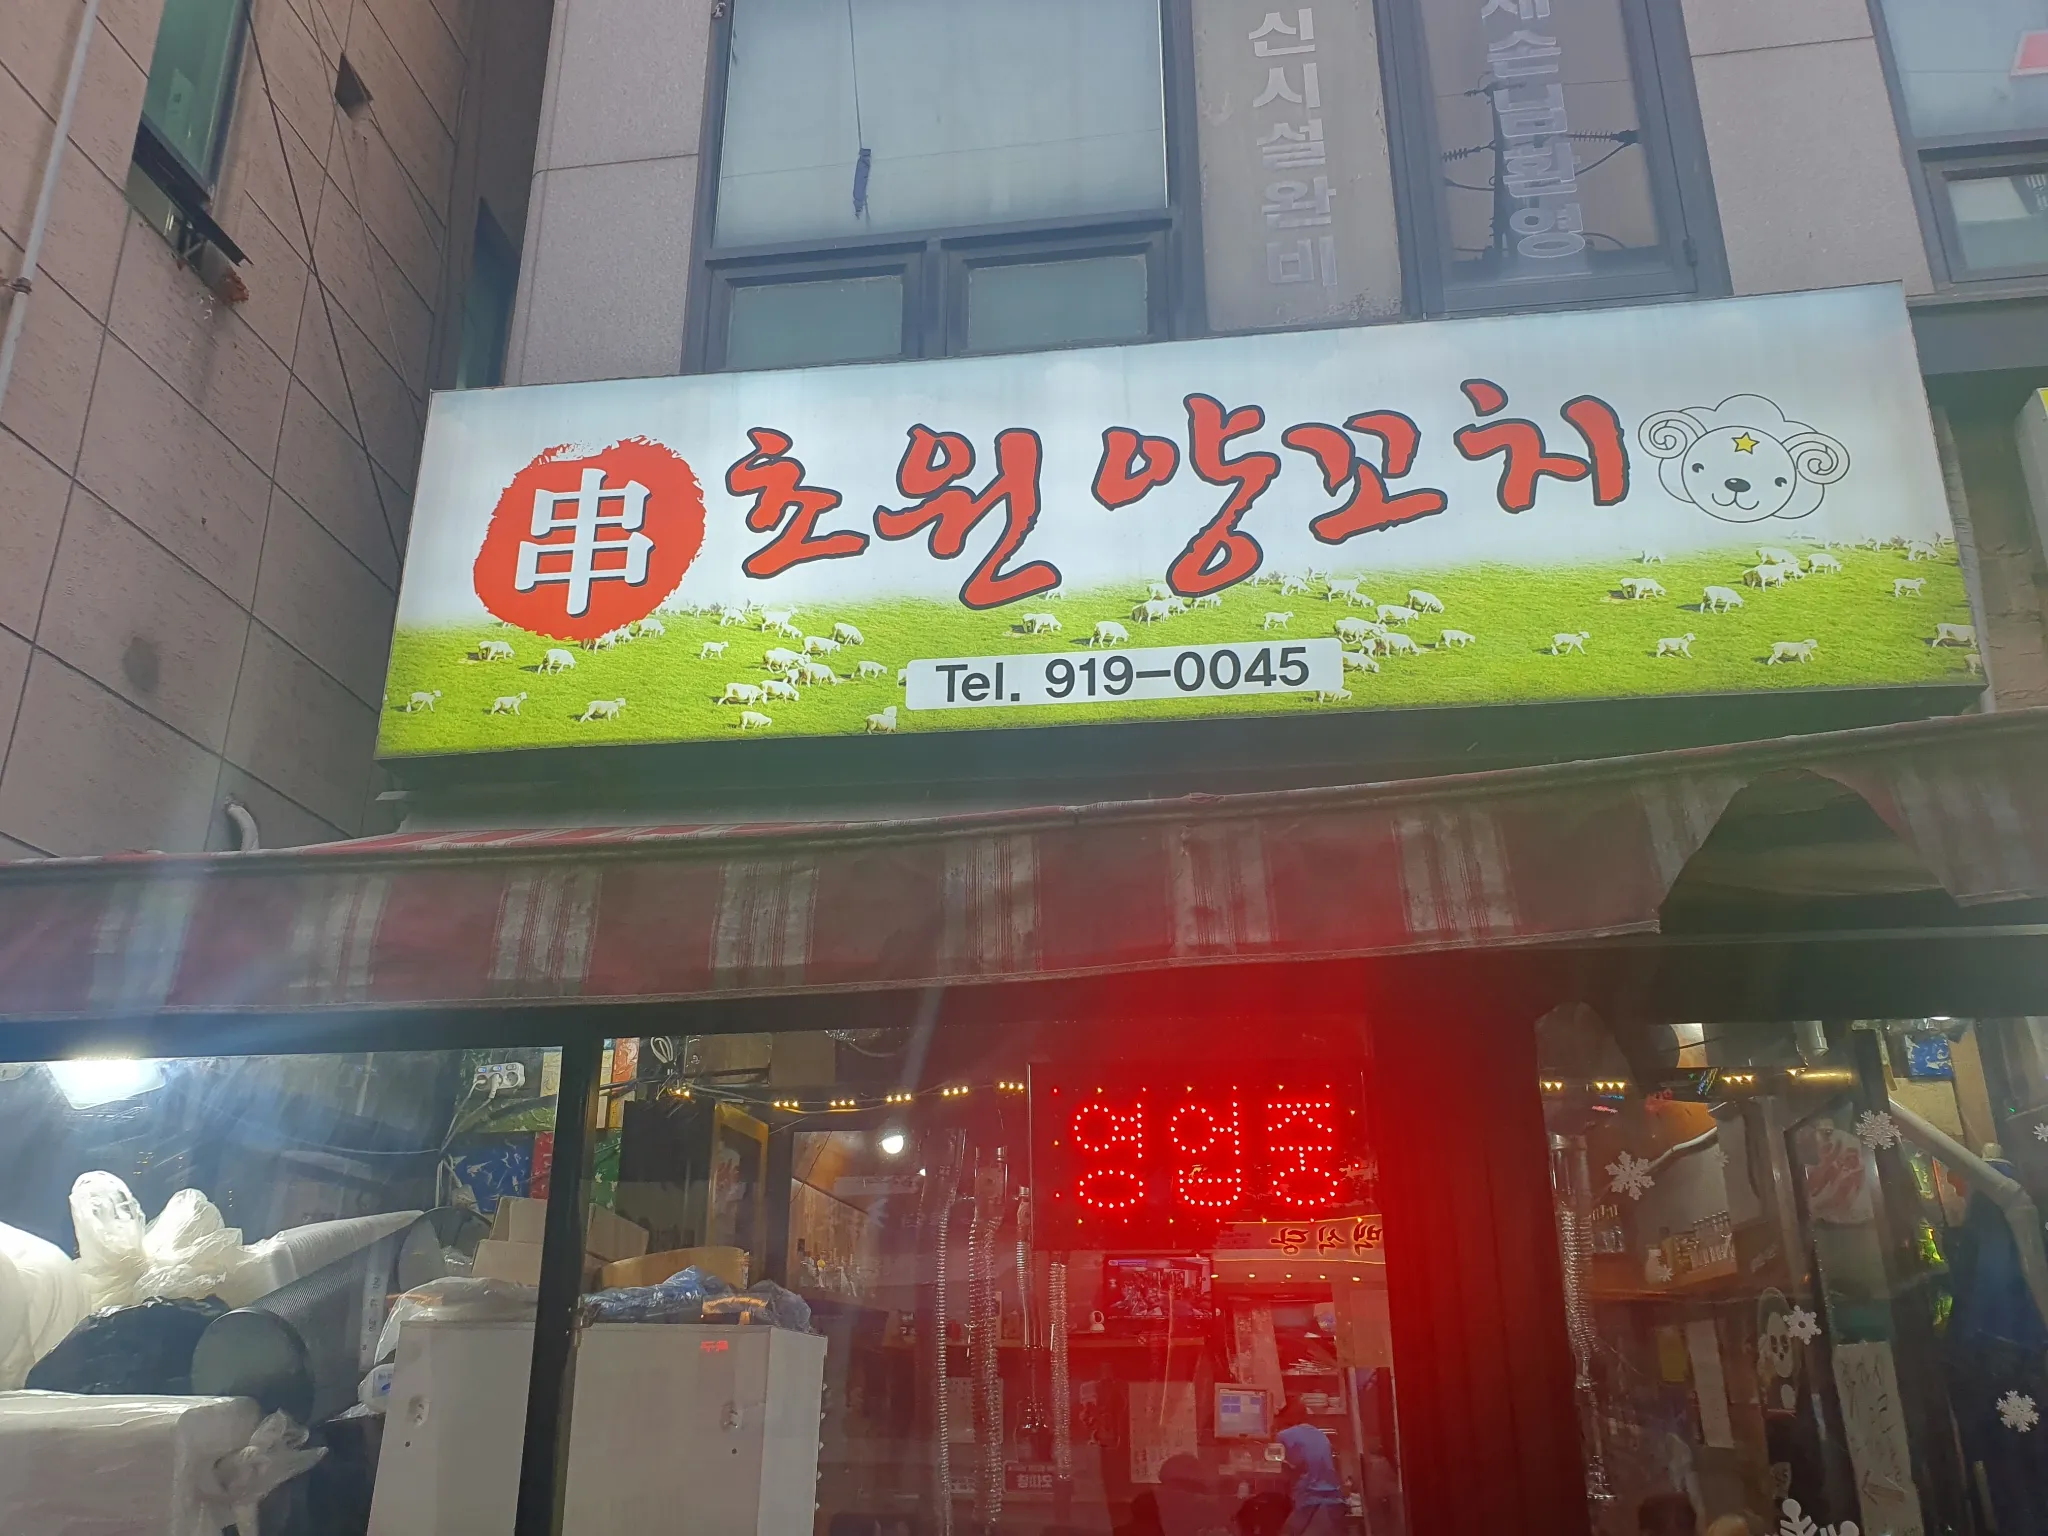 신시설완비
손님환영
串 초원 양꼬치
Tel. 919-0045
영업중